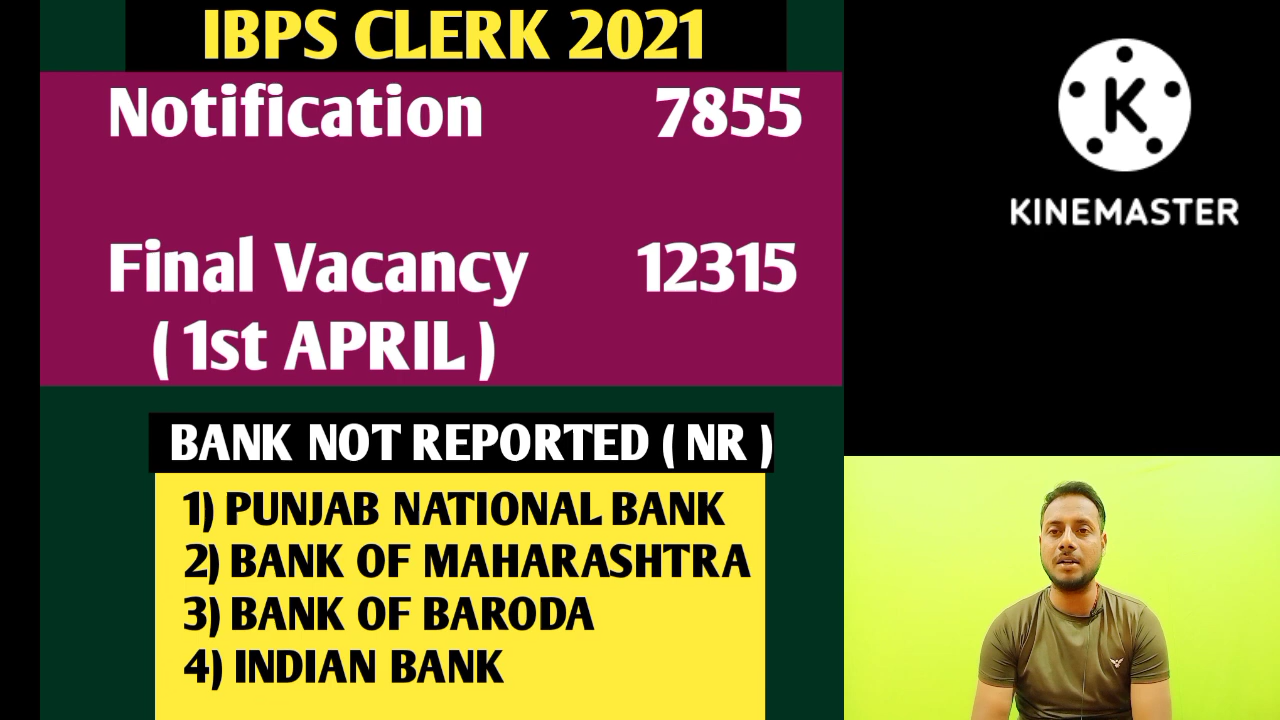 IBPS CLERK 2021
Notification 7855
Final Vacancy 12315
( 1st APRIL )
BANK NOT REPORTED ( NR )
1) PUNJAB NATIONAL BANK
2) BANK OF MAHARASHTRA
3) BANK OF BARODA
4) INDIAN BANK
K
KINEMASTER